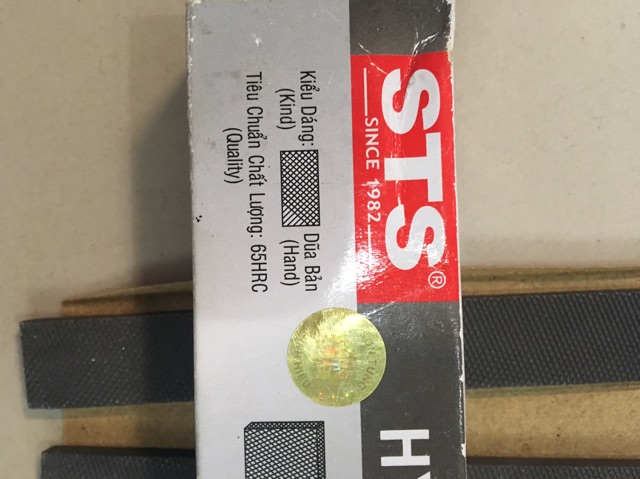 STS®
SINCE 1982
Kiểu Dáng: Dũa Bản
(Kind) (Hand)
Tiêu Chuẩn Chất Lượng: 65HRC
(Quality)